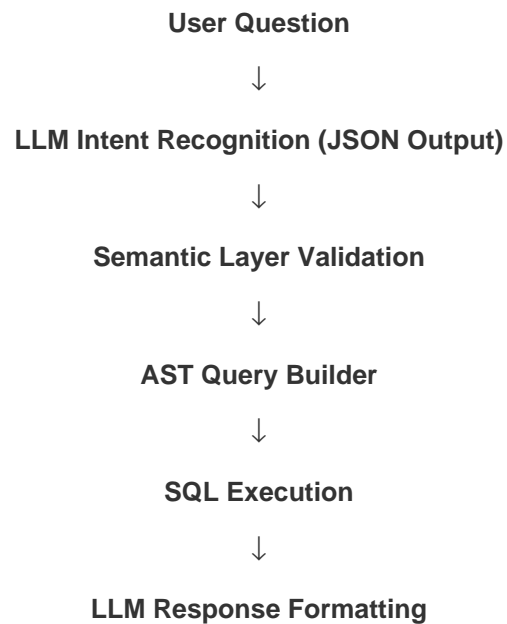 User Question
↓
LLM Intent Recognition (JSON Output)
↓
Semantic Layer Validation
↓
AST Query Builder
↓
SQL Execution
↓
LLM Response Formatting